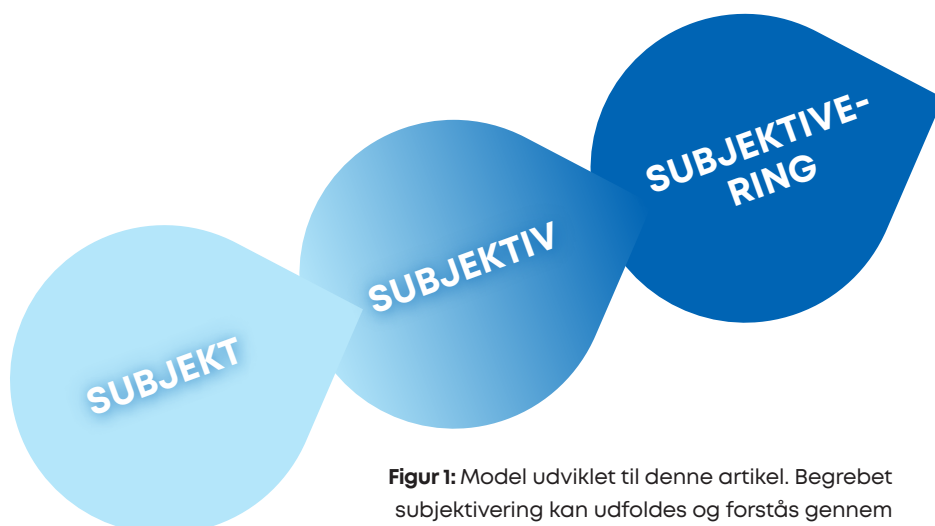 SUBJEKTIVE-
RING
SUBJEKTIV
SUBJEKT
Figur 1: Model udviklet til denne artikel. Begrebet
subjektivering kan udfoldes og forstås gennem